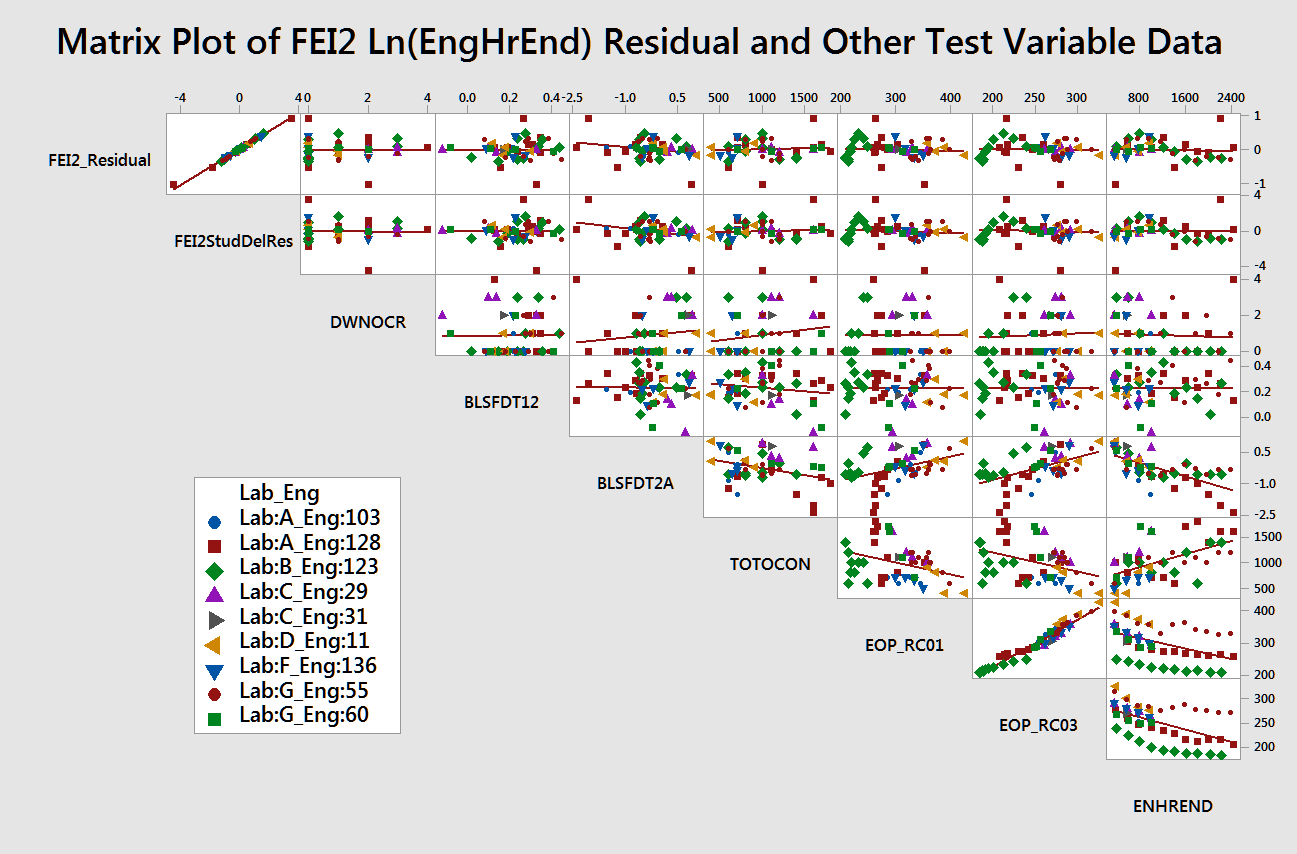 Matrix Plot of FEI2 Ln(EngHrEnd) Residual and Other Test Variable Data
-4 0 4 0 2 4 0.0 0.2 0.4 -2.5 -1.0 0.5 500 1000 1500 200 300 400 200 250 300 800 1600 2400
FEI2_Residual
1
0
-1
FEI2StudDelRes
4
0
-4
DWNOCR
4
2
0
BLSFDT12
0.4
0.2
0.0
BLSFDT2A
0.5
-1.0
-2.5
TOTOCON
1500
1000
500
EOP_RC01
400
300
200
EOP_RC03
300
250
200
ENHREND
Lab_Eng
Lab:A_Eng:103
Lab:A_Eng:128
Lab:B_Eng:123
Lab:C_Eng:29
Lab:C_Eng:31
Lab:D_Eng:11
Lab:F_Eng:136
Lab:G_Eng:55
Lab:G_Eng:60